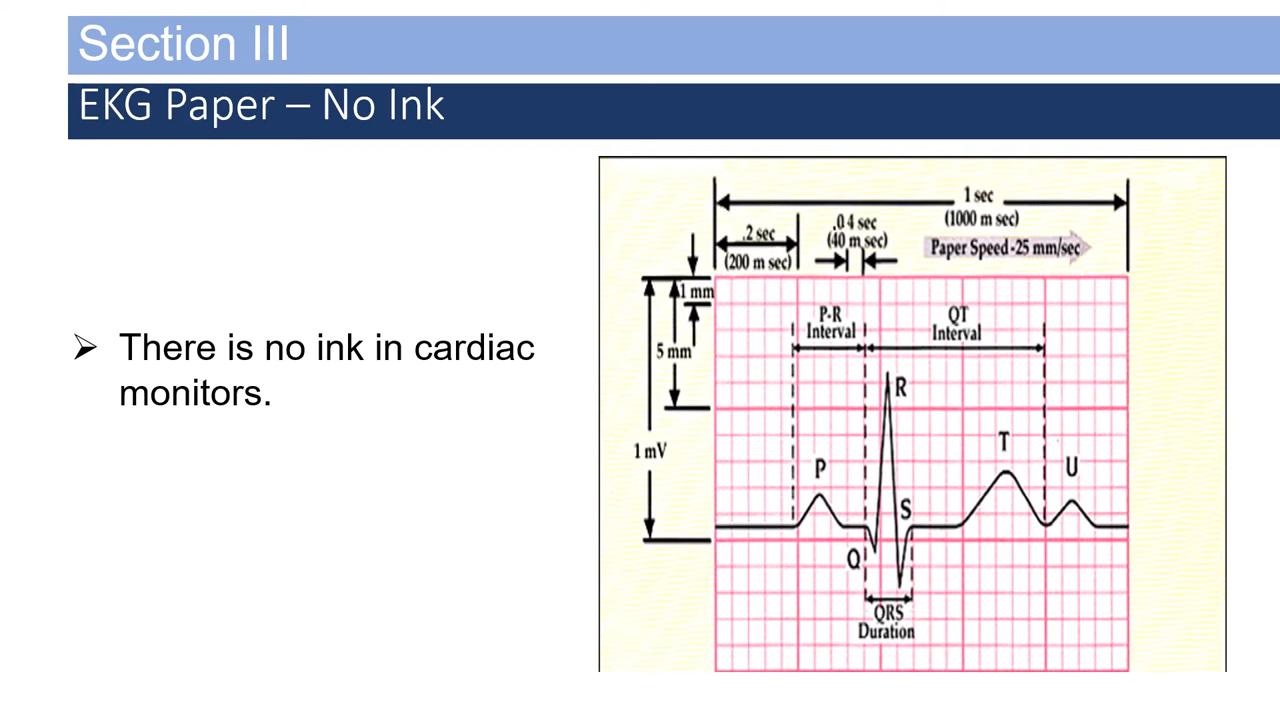 Section III
EKG Paper – No Ink
➢ There is no ink in cardiac
monitors.
1 sec
(1000 m sec)
.2 sec
(200 m sec)
.04 sec
(40 m sec)
Paper Speed-25 mm/sec
1 mm
5 mm
1 mV
P-R
Interval
QT
Interval
R
P
T
U
S
Q
QRS
Duration